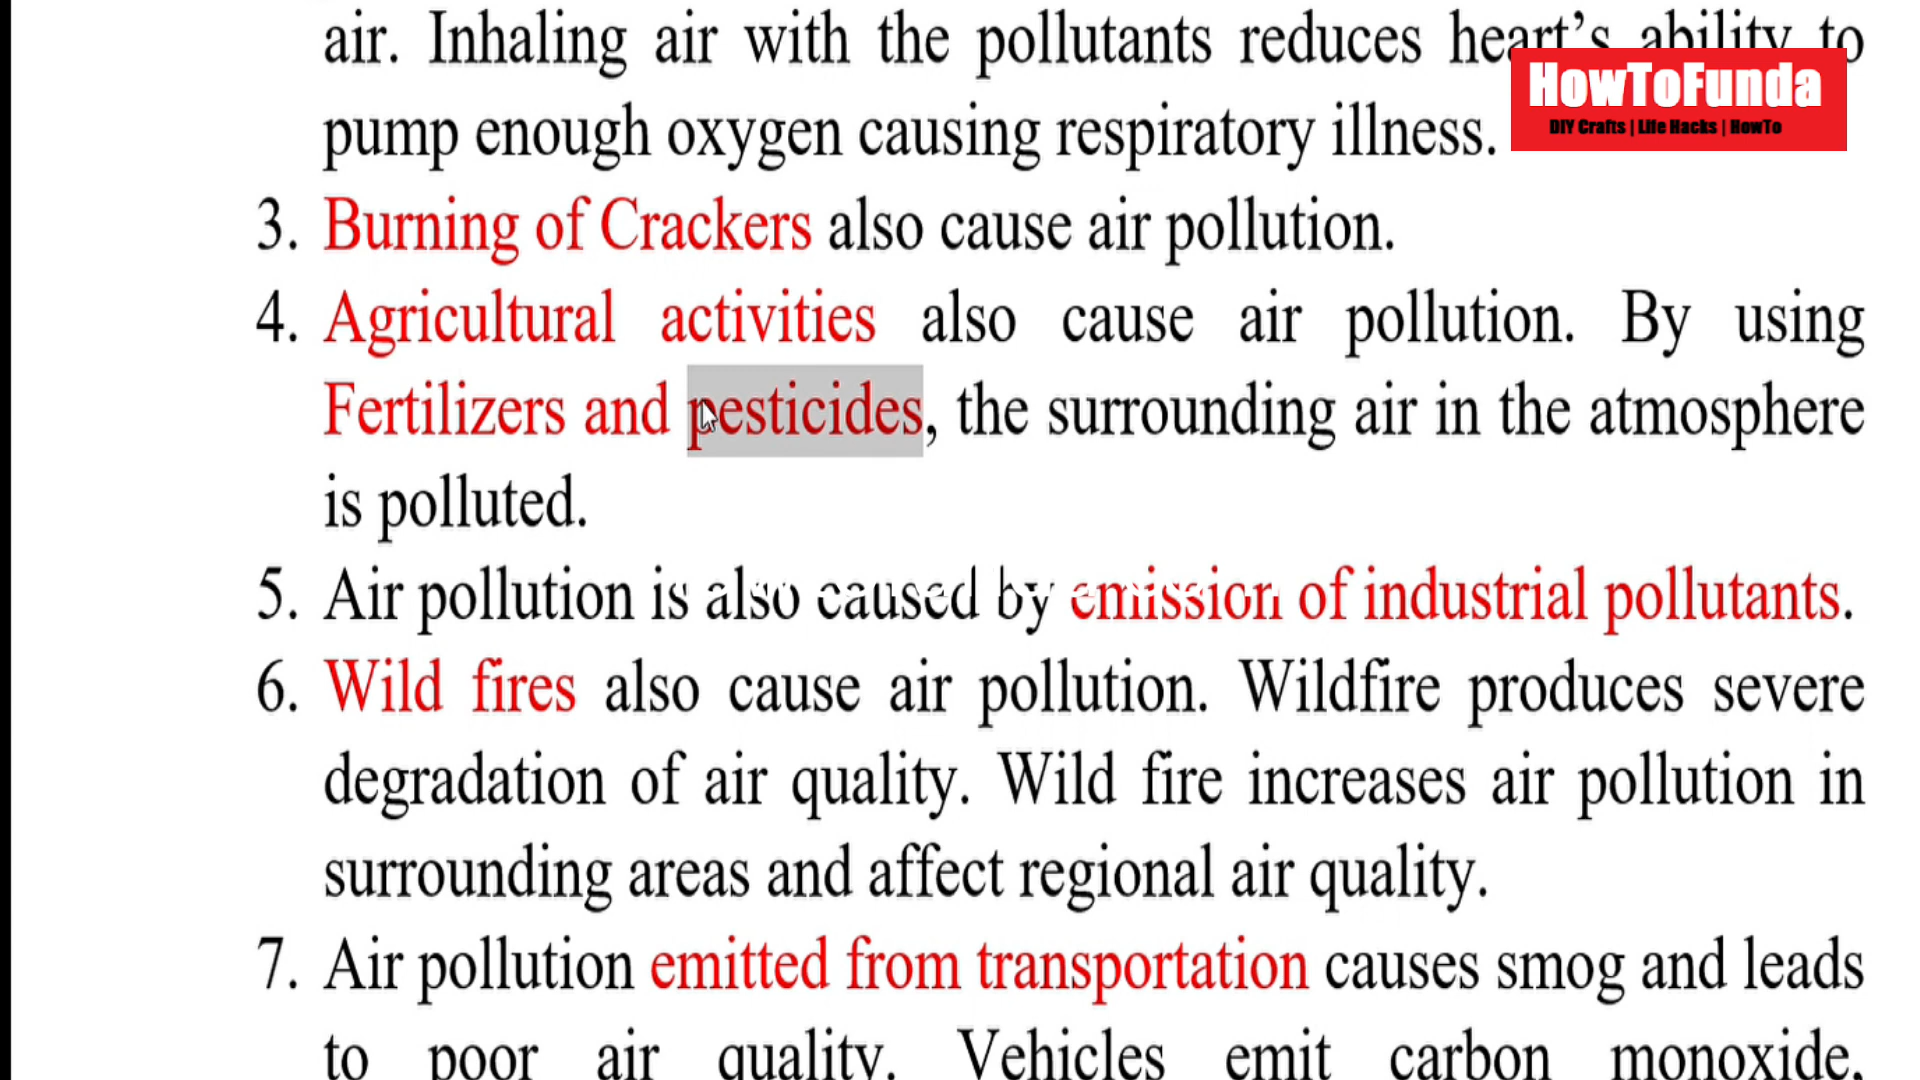 air. Inhaling air with the pollutants reduces heart's ability to
HowToFunda
DIY Crafts | Life Hacks | HowTo
pump enough oxygen causing respiratory illness.
3. Burning of Crackers also cause air pollution.
4. Agricultural activities also cause air pollution. By using
Fertilizers and pesticides, the surrounding air in the atmosphere
is polluted.
5. Air pollution is also caused by emission of industrial pollutants.
6. Wild fires also cause air pollution. Wildfire produces severe
degradation of air quality. Wild fire increases air pollution in
surrounding areas and affect regional air quality.
7. Air pollution emitted from transportation causes smog and leads
to poor air quality. Vehicles emit carbon monoxide,